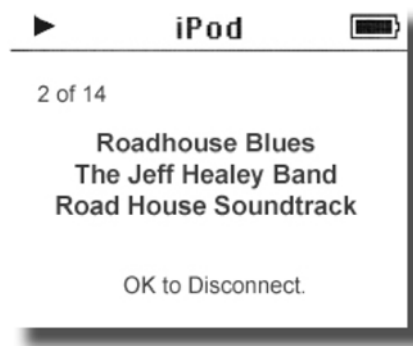 iPod
2 of 14
Roadhouse Blues
The Jeff Healey Band
Road House Soundtrack
OK to Disconnect.